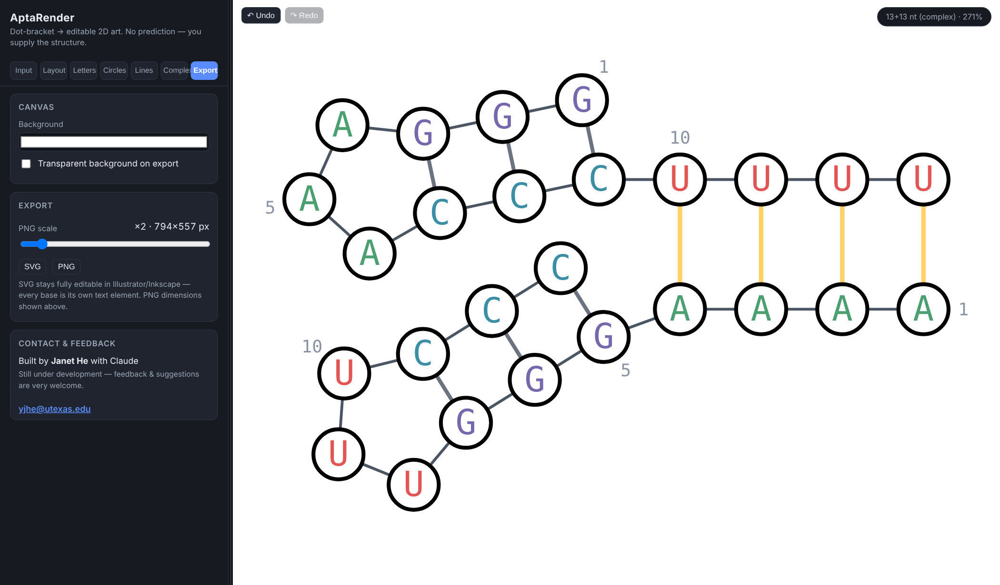 AptaRender
Dot-bracket → editable 2D art. No prediction — you
supply the structure.
Input Layout Letters Circles Lines Complex Export
CANVAS
Background
Transparent background on export
EXPORT
PNG scale ×2 · 794×557 px
SVG PNG
SVG stays fully editable in Illustrator/Inkscape —
every base is its own text element. PNG dimensions
shown above.
CONTACT & FEEDBACK
Built by Janet He with Claude
Still under development — feedback & suggestions
are very welcome.
yjhe@utexas.edu
↶ Undo ↷ Redo
13+13 nt (complex) · 271%
1
A G G G
10
5 A C C C U U U U
A
C
C A A A A 1
10 U C G 5
G
U G
U